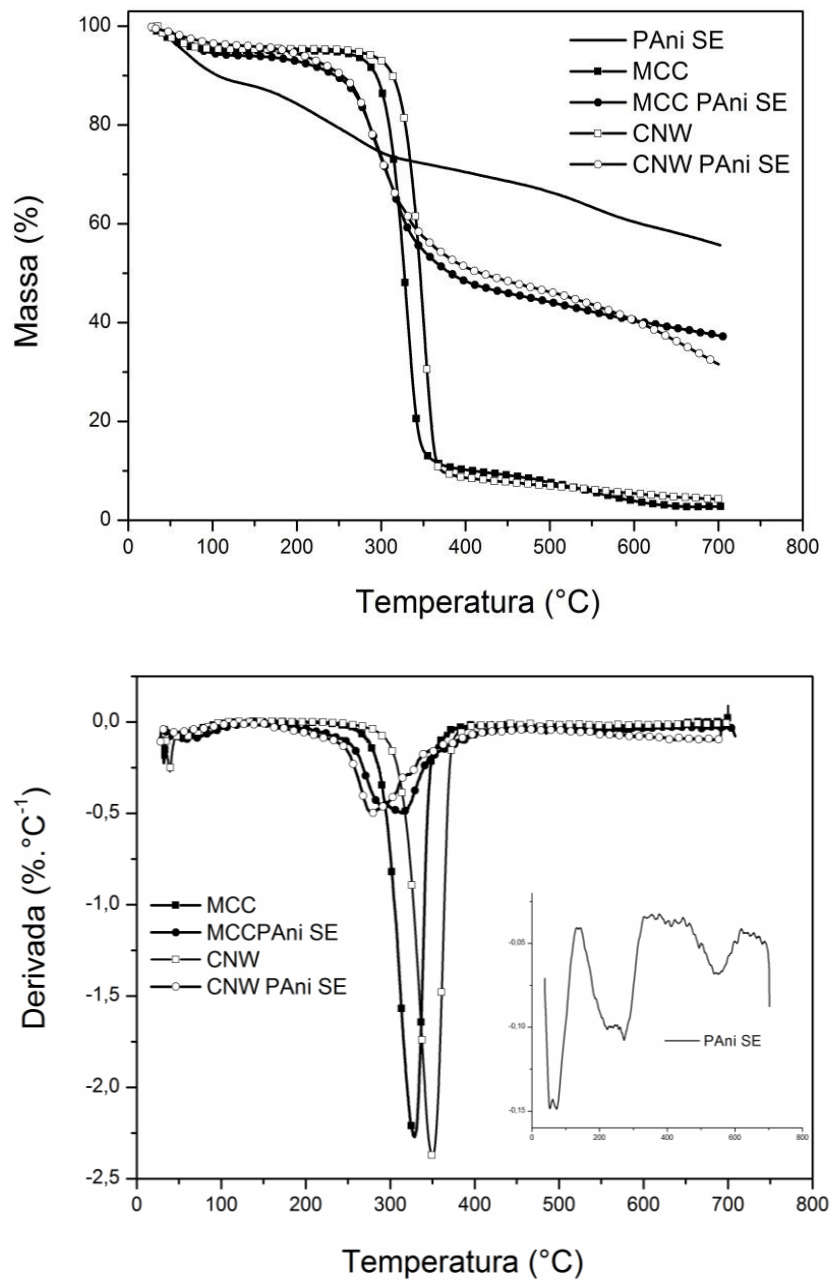 100
80
60
40
20
0
Massa (%)
PAni SE
MCC
MCC PAni SE
CNW
CNW PAni SE
0 100 200 300 400 500 600 700 800
Temperatura (°C)
0 100 200 300 400 500 600 700 800
0,0
-0,5
-1,0
-1,5
-2,0
-2,5
Derivada (%.°C⁻¹)
MCC
MCCPAni SE
CNW
CNW PAni SE
-0,05
-0,10
-0,15
PAni SE
0 200 400 600 800
Temperatura (°C)